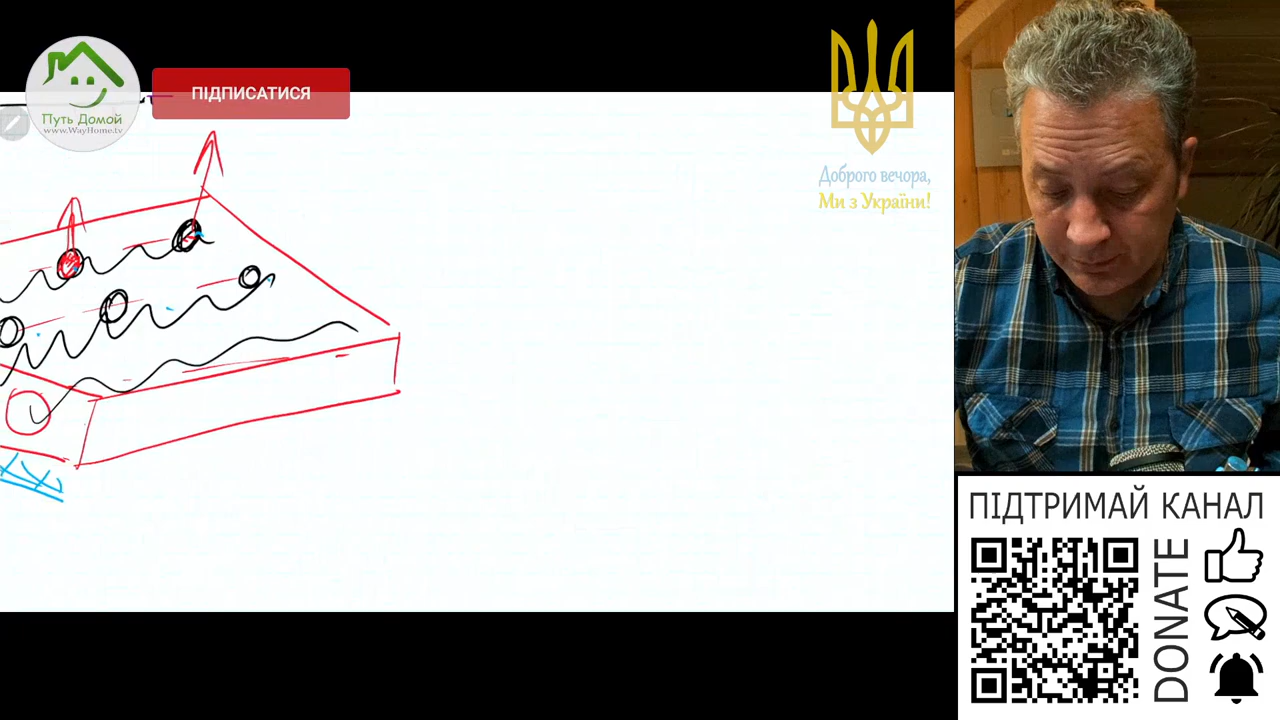 Путь Домой
www.WayHome.tv
ПІДПИСАТИСЯ
Доброго вечора,
Ми з України!
ПІДТРИМАЙ КАНАЛ
DONATE